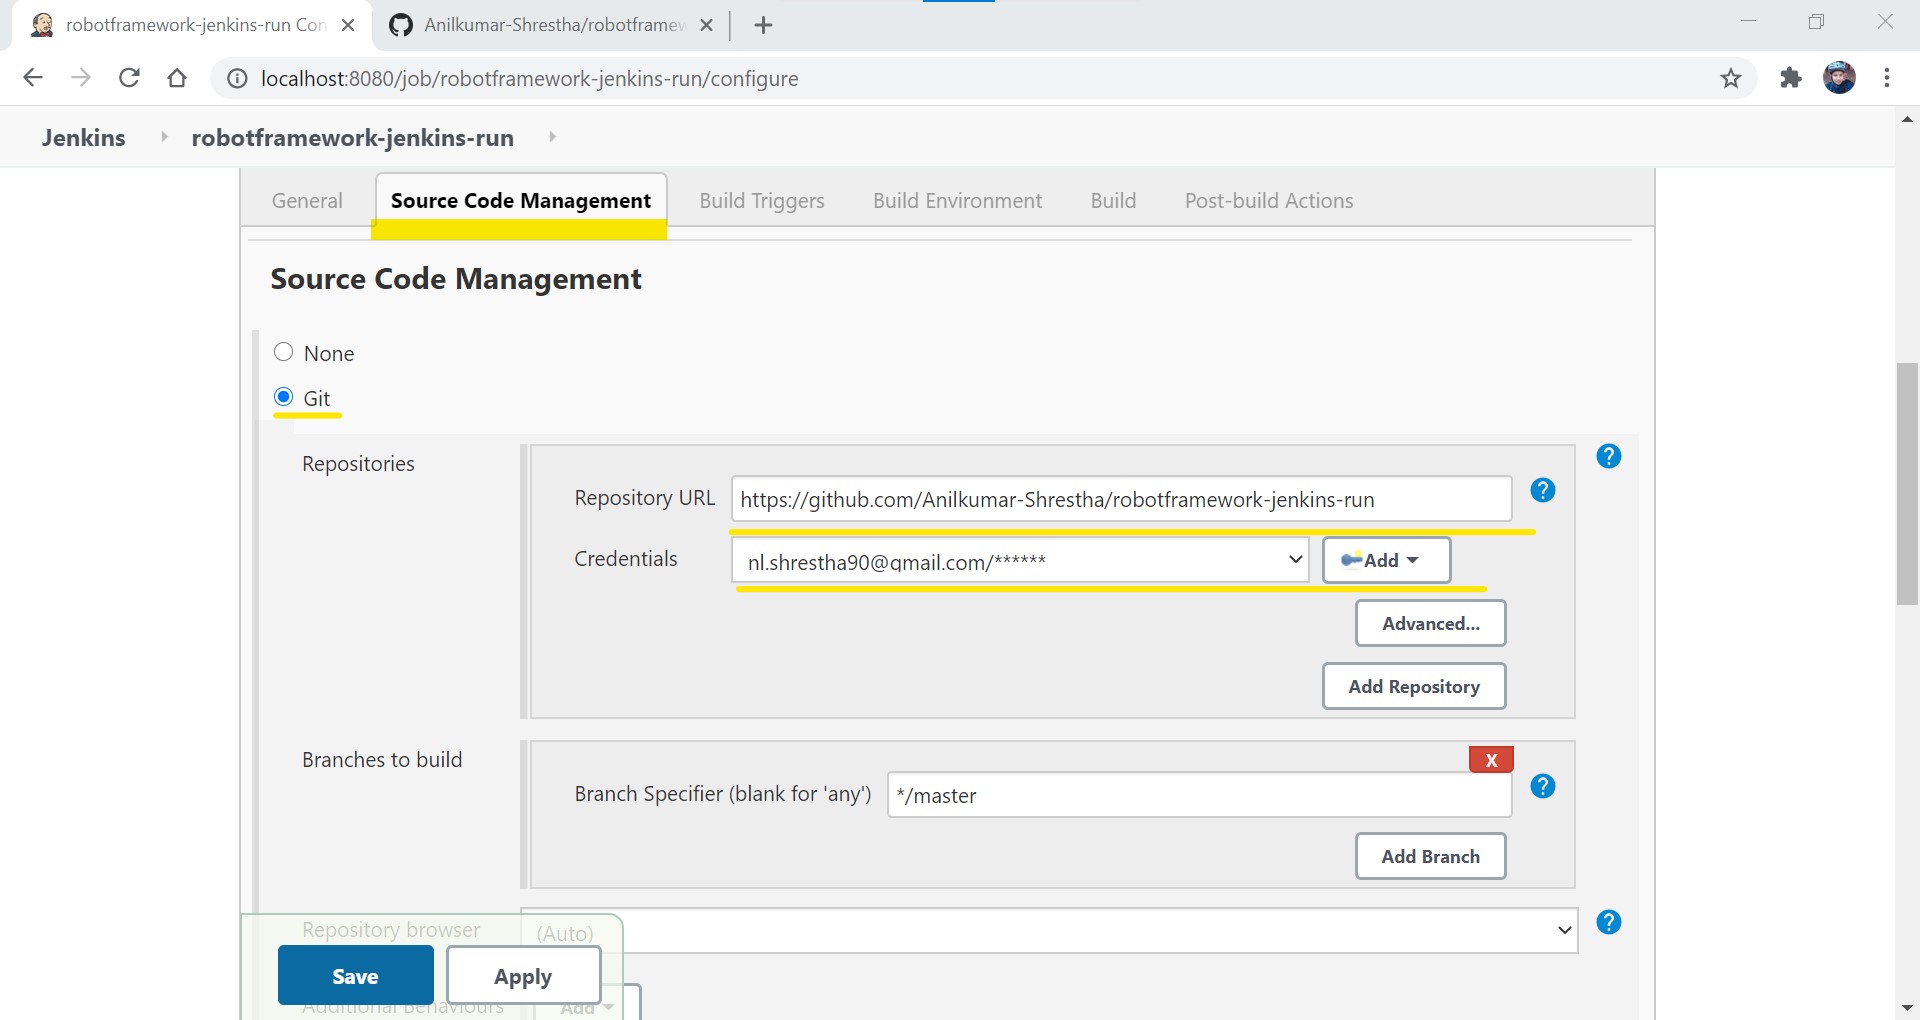 robotframework-jenkins-run Con
Anilkumar-Shrestha/robotframew
localhost:8080/job/robotframework-jenkins-run/configure
Jenkins robotframework-jenkins-run
General Source Code Management Build Triggers Build Environment Build Post-build Actions
Source Code Management
None
Git
Repositories
?
Repository URL https://github.com/Anilkumar-Shrestha/robotframework-jenkins-run ?
Credentials nl.shrestha90@gmail.com/****** Add
Advanced...
Add Repository
Branches to build
X
Branch Specifier (blank for 'any') */master ?
Add Branch
Repository browser (Auto) ?
Save Apply
Additional Behaviours Add